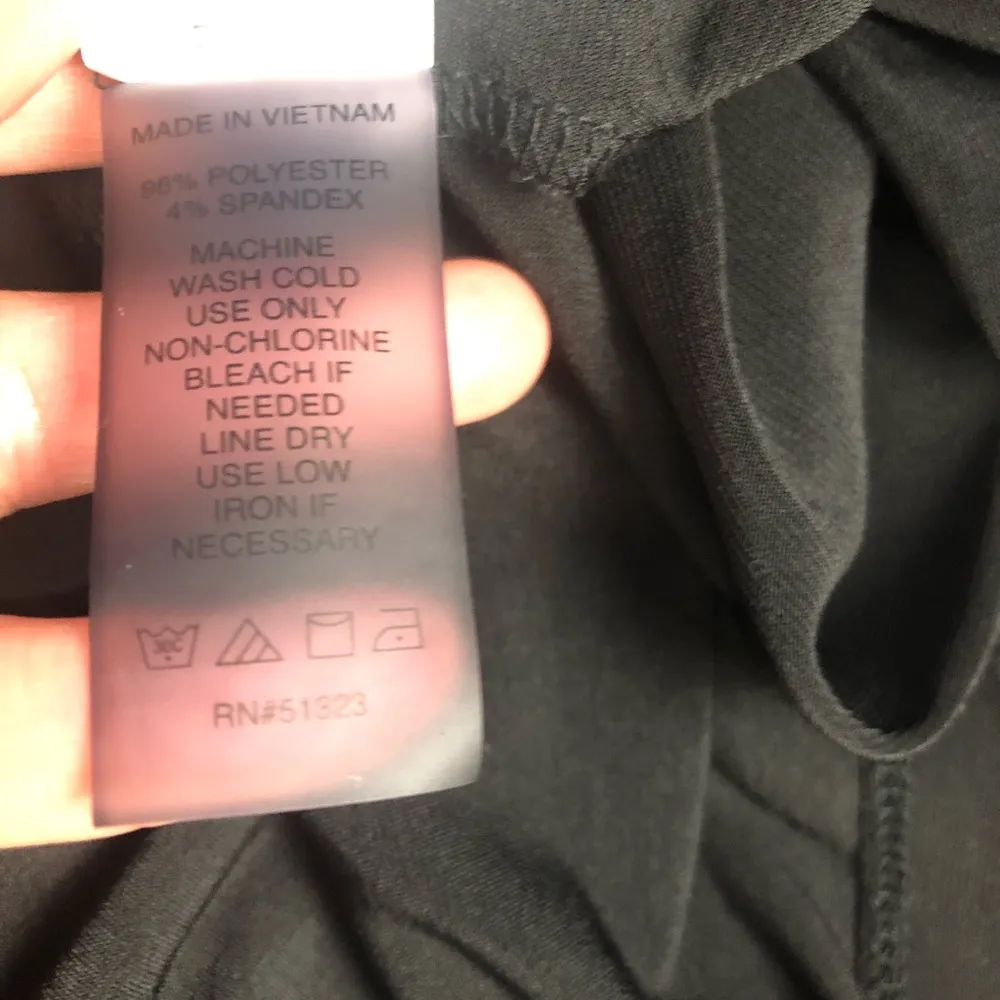 MADE IN VIETNAM
96% POLYESTER
4% SPANDEX
MACHINE
WASH COLD
USE ONLY
NON-CHLORINE
BLEACH IF
NEEDED
LINE DRY
USE LOW
IRON IF
NECESSARY
30C
RN#51323